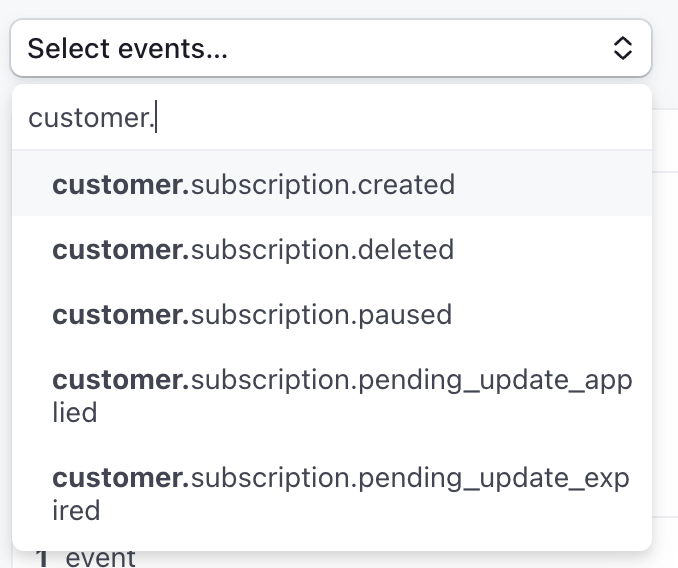 Select events...
customer.
customer.subscription.created
customer.subscription.deleted
customer.subscription.paused
customer.subscription.pending_update_app
lied
customer.subscription.pending_update_exp
ired
1 event